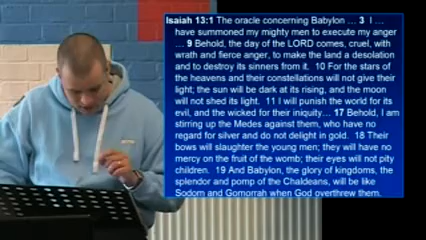 Isaiah 13:1 The oracle concerning Babylon ... 3 I ...
have summoned my mighty men to execute my anger
... 9 Behold, the day of the LORD comes, cruel, with
wrath and fierce anger, to make the land a desolation
and to destroy its sinners from it. 10 For the stars of
the heavens and their constellations will not give their
light; the sun will be dark at its rising, and the moon
will not shed its light. 11 I will punish the world for its
evil, and the wicked for their iniquity... 17 Behold, I am
stirring up the Medes against them, who have no
regard for silver and do not delight in gold. 18 Their
bows will slaughter the young men; they will have no
mercy on the fruit of the womb; their eyes will not pity
children. 19 And Babylon, the glory of kingdoms, the
splendor and pomp of the Chaldeans, will be like
Sodom and Gomorrah when God overthrew them.